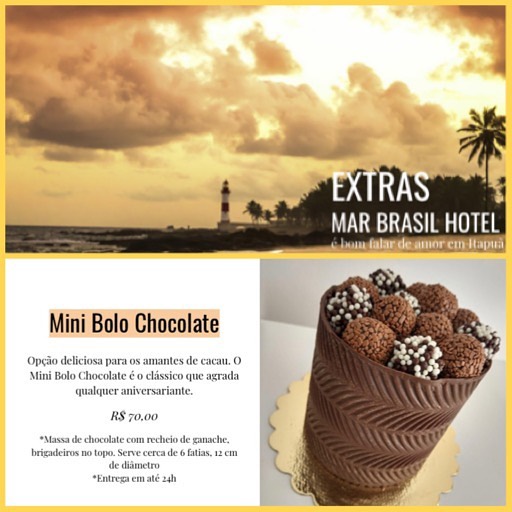 EXTRAS
MAR BRASIL HOTEL
é bom falar de amor em Itapuã
Mini Bolo Chocolate
Opção deliciosa para os amantes de cacau. O
Mini Bolo Chocolate é o clássico que agrada
qualquer aniversariante.
R$ 70,00
*Massa de chocolate com recheio de ganache,
brigadeiros no topo. Serve cerca de 6 fatias, 12 cm
de diâmetro
*Entrega em até 24h